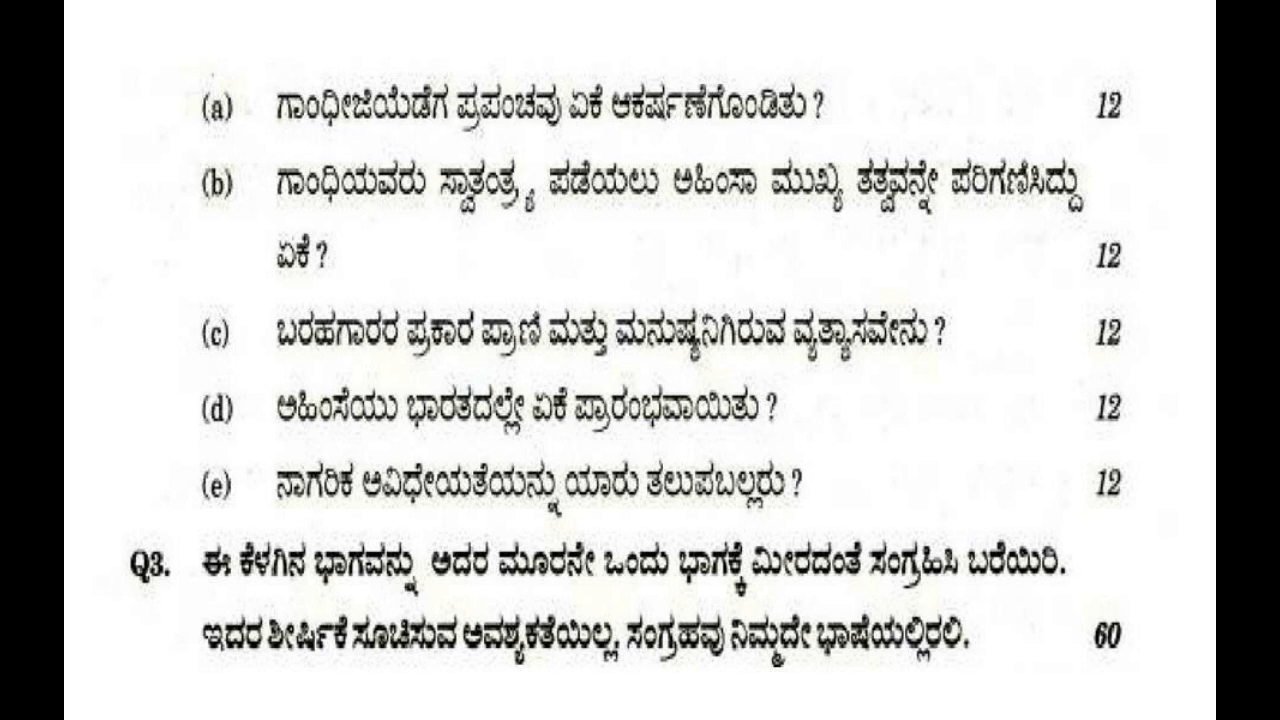 (a) ಗಾಂಧೀಜಿಯೆಡೆಗೆ ಪ್ರಪಂಚವು ಏಕೆ ಆಕರ್ಷಣೆಗೊಂಡಿತು ? 12
(b) ಗಾಂಧಿಯವರು ಸ್ವಾತಂತ್ರ್ಯ ಪಡೆಯಲು ಅಹಿಂಸಾ ಮುಖ್ಯ ತತ್ವವನ್ನೇ ಪರಿಗಣಿಸಿದ್ದು
ಏಕೆ ? 12
(c) ಬರಹಗಾರರ ಪ್ರಕಾರ ಪ್ರಾಣಿ ಮತ್ತು ಮನುಷ್ಯನಿಗಿರುವ ವ್ಯತ್ಯಾಸವೇನು ? 12
(d) ಅಹಿಂಸೆಯು ಭಾರತದಲ್ಲೇ ಏಕೆ ಪ್ರಾರಂಭವಾಯಿತು ? 12
(e) ನಾಗರಿಕ ಅವಿಧೇಯತೆಯನ್ನು ಯಾರು ತಲುಪಬಲ್ಲರು ? 12
Q3. ಈ ಕೆಳಗಿನ ಭಾಗವನ್ನು ಅದರ ಮೂರನೇ ಒಂದು ಭಾಗಕ್ಕೆ ಮೀರದಂತೆ ಸಂಗ್ರಹಿಸಿ ಬರೆಯಿರಿ.
ಇದರ ಶೀರ್ಷಿಕೆ ಸೂಚಿಸುವ ಅವಶ್ಯಕತೆಯಿಲ್ಲ. ಸಂಗ್ರಹವು ನಿಮ್ಮದೇ ಭಾಷೆಯಲ್ಲಿರಲಿ. 60